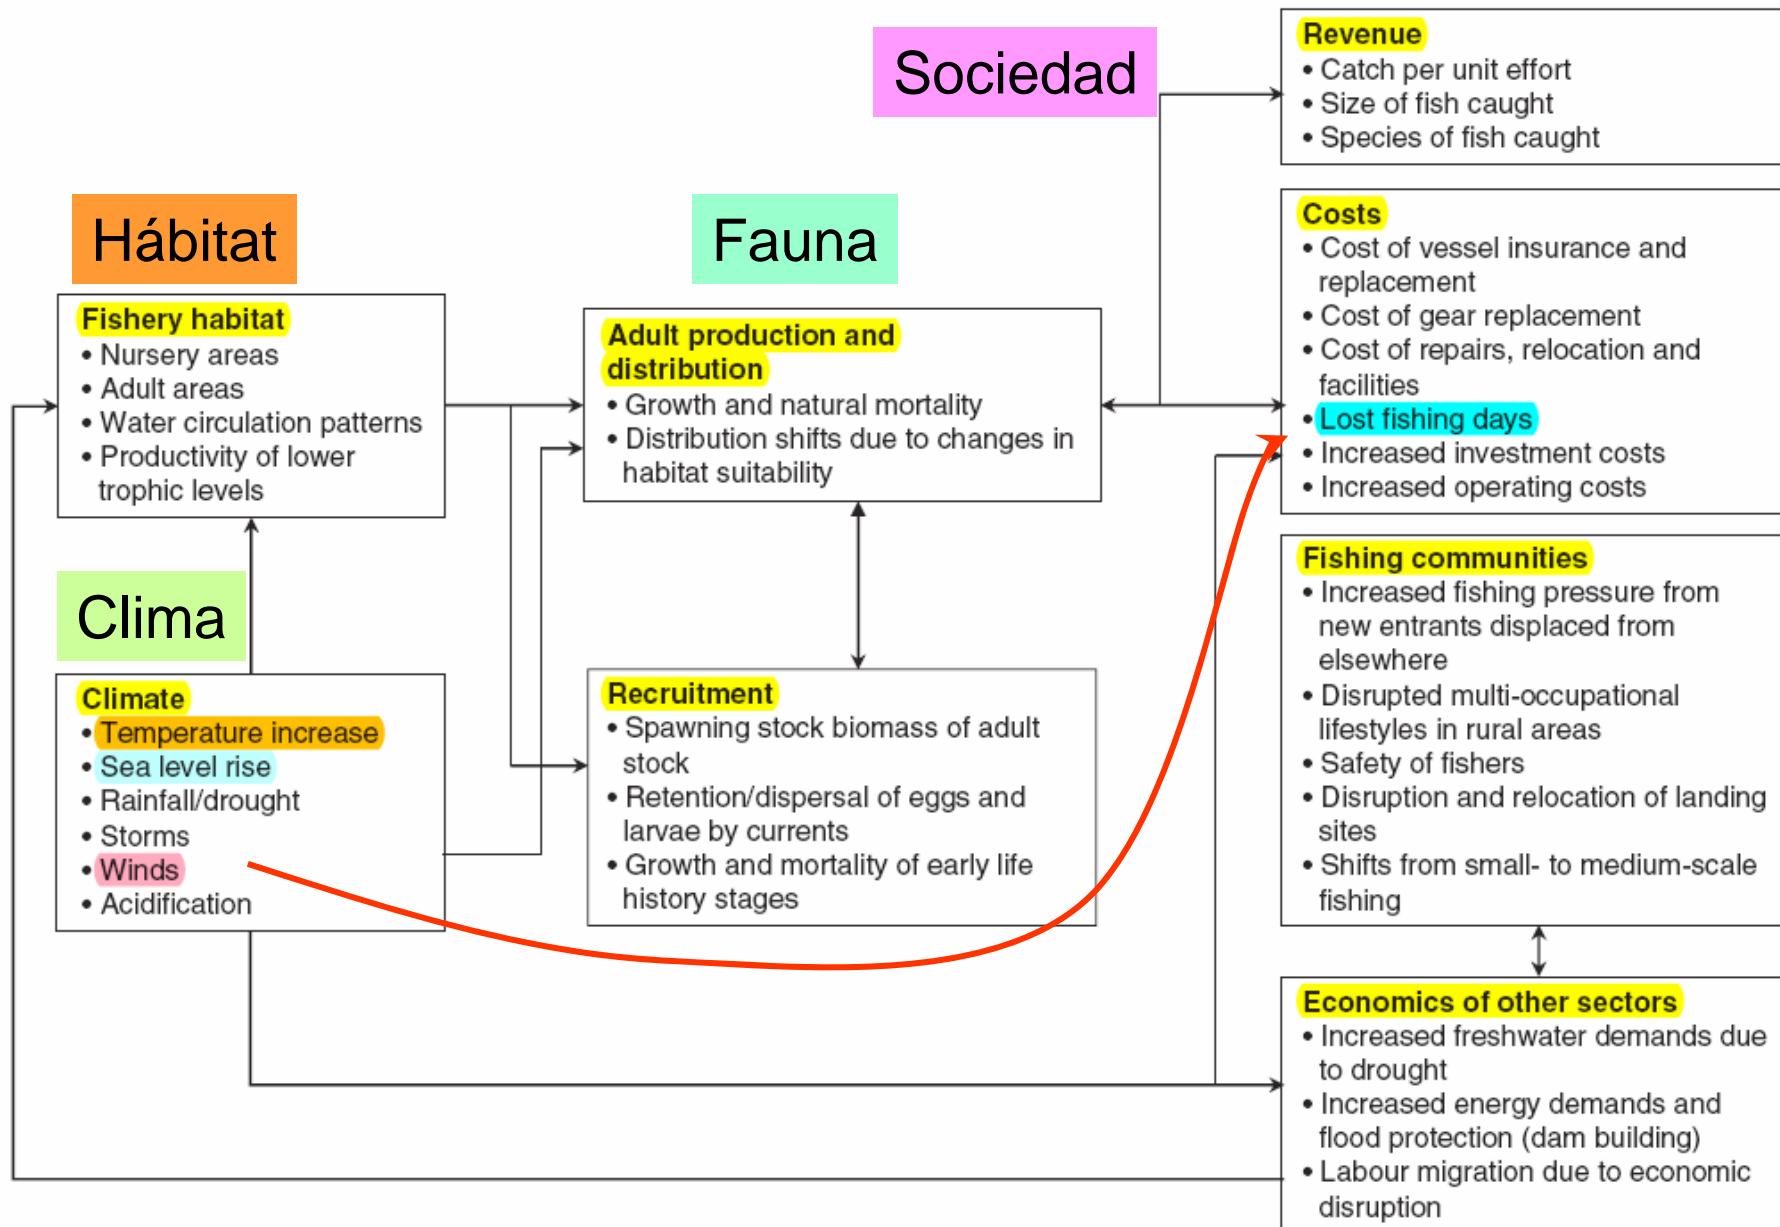 Sociedad
Revenue
• Catch per unit effort
• Size of fish caught
• Species of fish caught
Hábitat
Fauna
Costs
• Cost of vessel insurance and
replacement
• Cost of gear replacement
• Cost of repairs, relocation and
facilities
• Lost fishing days
• Increased investment costs
• Increased operating costs
Fishery habitat
• Nursery areas
• Adult areas
• Water circulation patterns
• Productivity of lower
trophic levels
Adult production and
distribution
• Growth and natural mortality
• Distribution shifts due to changes in
habitat suitability
Clima
Climate
• Temperature increase
• Sea level rise
• Rainfall/drought
• Storms
• Winds
• Acidification
Recruitment
• Spawning stock biomass of adult
stock
• Retention/dispersal of eggs and
larvae by currents
• Growth and mortality of early life
history stages
Fishing communities
• Increased fishing pressure from
new entrants displaced from
elsewhere
• Disrupted multi-occupational
lifestyles in rural areas
• Safety of fishers
• Disruption and relocation of landing
sites
• Shifts from small- to medium-scale
fishing
Economics of other sectors
• Increased freshwater demands due
to drought
• Increased energy demands and
flood protection (dam building)
• Labour migration due to economic
disruption